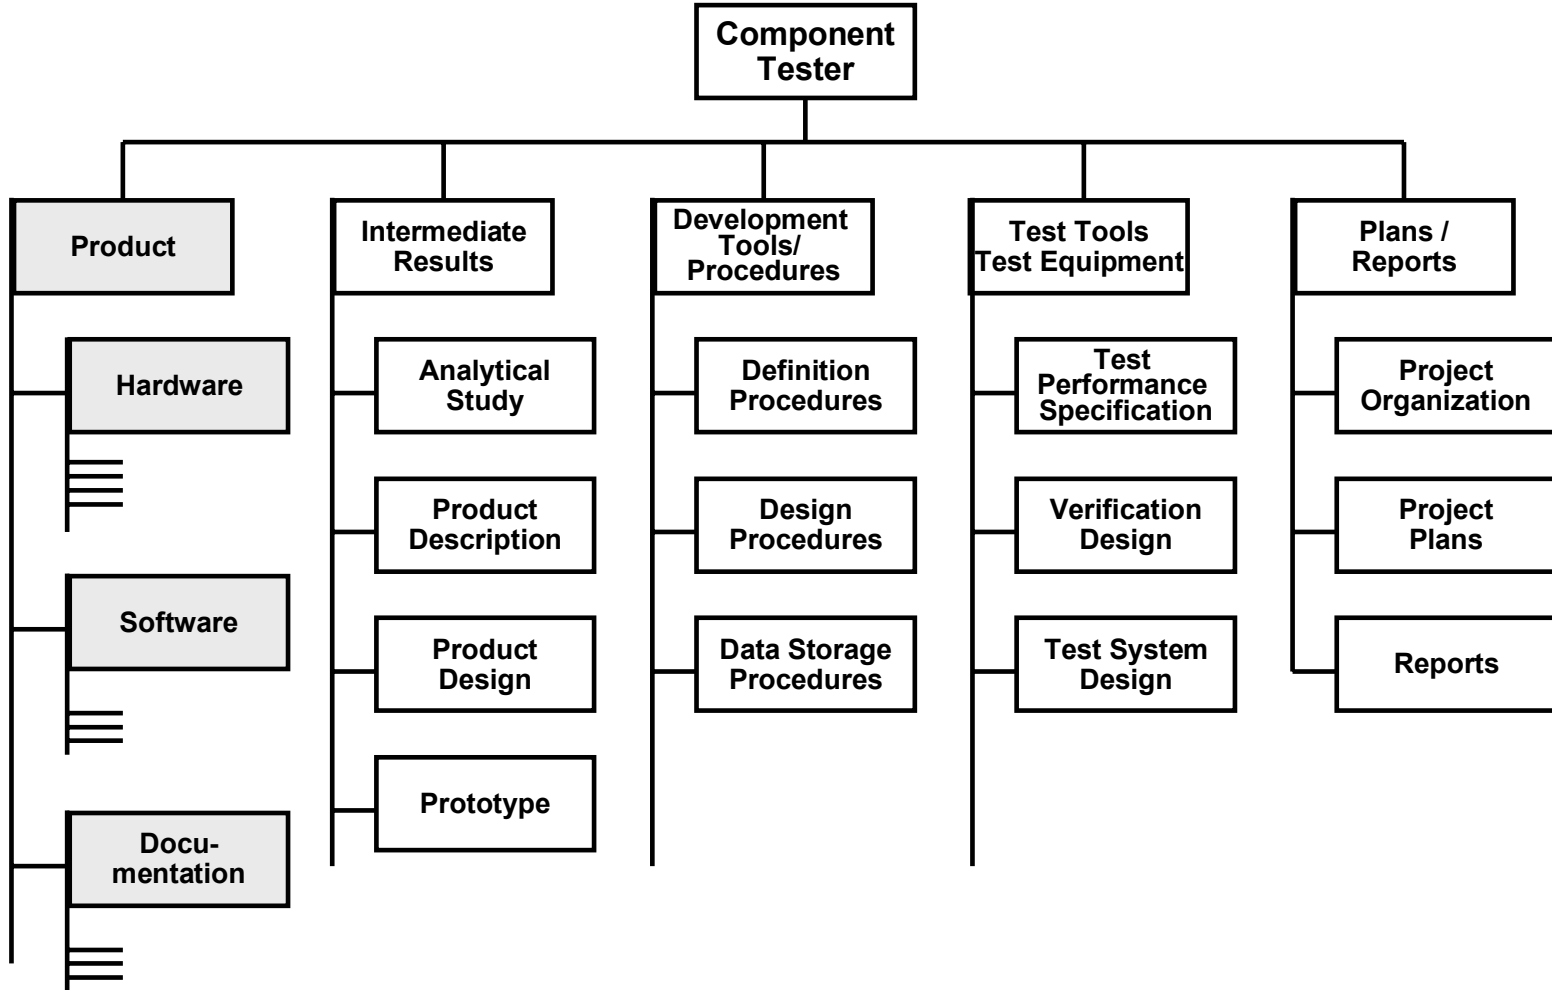 Component
Tester
Product
Intermediate
Results
Development
Tools/
Procedures
Test Tools
Test Equipment
Plans /
Reports
Hardware
Analytical
Study
Definition
Procedures
Test
Performance
Specification
Project
Organization
Product
Description
Design
Procedures
Verification
Design
Project
Plans
Software
Product
Design
Data Storage
Procedures
Test System
Design
Reports
Prototype
Docu-
mentation